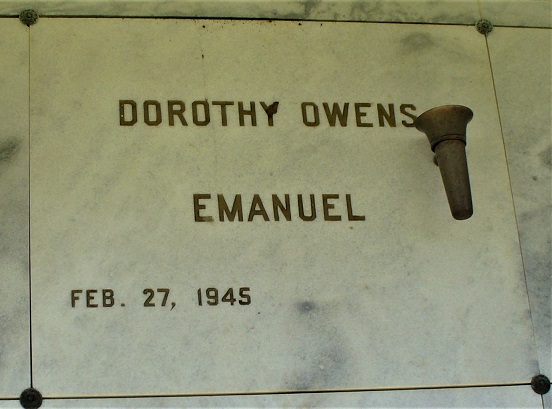 DOROTHY OWENS
EMANUEL
FEB. 27, 1945